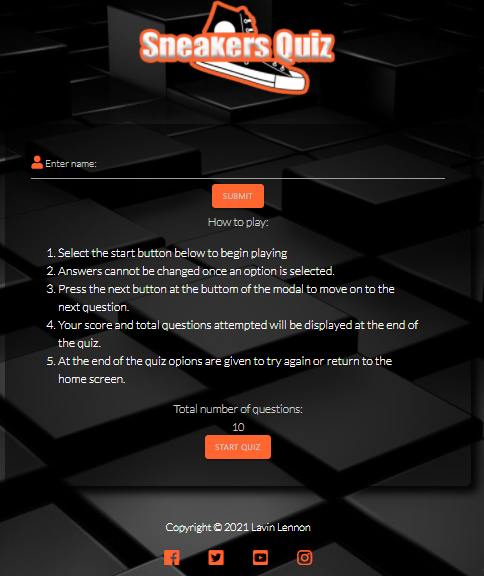 Sneakers Quiz
Enter name:
SUBMIT
How to play:
1. Select the start button below to begin playing
2. Answers cannot be changed once an option is selected.
3. Press the next button at the buttom of the modal to move on to the
next question.
4. Your score and total questions attempted will be displayed at the end of
the quiz.
5. At the end of the quiz opions are given to try again or return to the
home screen.
Total number of questions:
10
START QUIZ
Copyright © 2021 Lavin Lennon